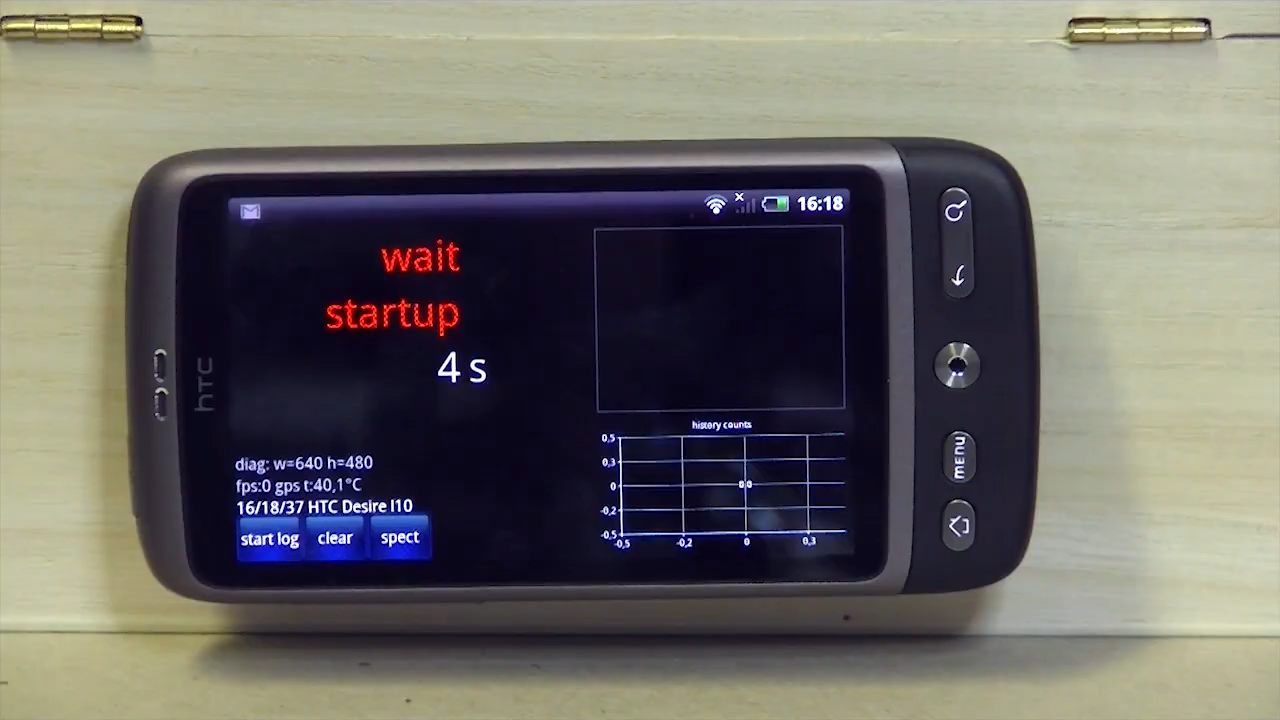 16:18
wait
startup
4 s
diag: w=640 h=480
fps:0 gps t:40,1°C
16/18/37 HTC Desire I10
start log clear spect
history counts
0,5
0,3
0
-0,2
-0,5
0.0
-0,5 -0,2 0 0,3
hTC
menu